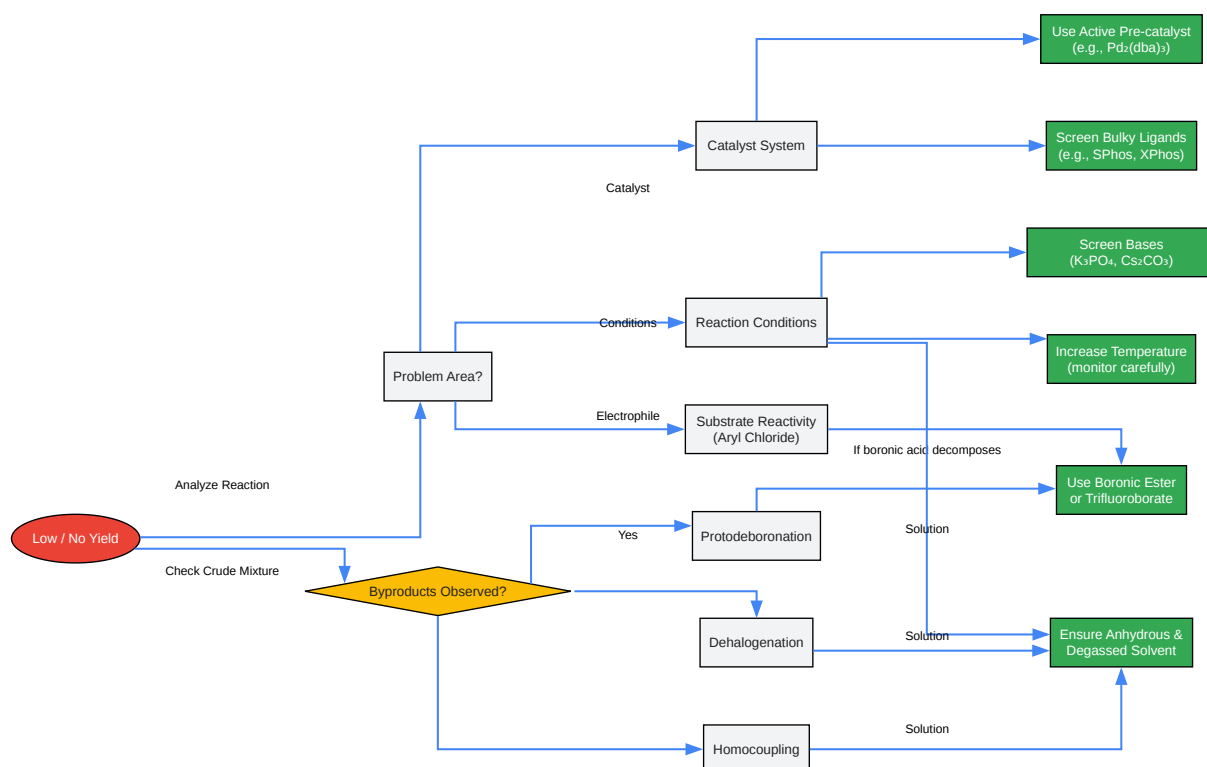 Use Active Pre-catalyst
(e.g., Pd₂(dba)₃)
Catalyst System
Screen Bulky Ligands
(e.g., SPhos, XPhos)
Catalyst
Screen Bases
(K₃PO₄, Cs₂CO₃)
Conditions
Reaction Conditions
Increase Temperature
(monitor carefully)
Problem Area?
Electrophile
Substrate Reactivity
(Aryl Chloride)
If boronic acid decomposes
Analyze Reaction
Use Boronic Ester
or Trifluoroborate
Low / No Yield
Yes
Protodeboronation
Solution
Check Crude Mixture
Byproducts Observed?
Dehalogenation
Solution
Ensure Anhydrous &
Degassed Solvent
Solution
Homocoupling